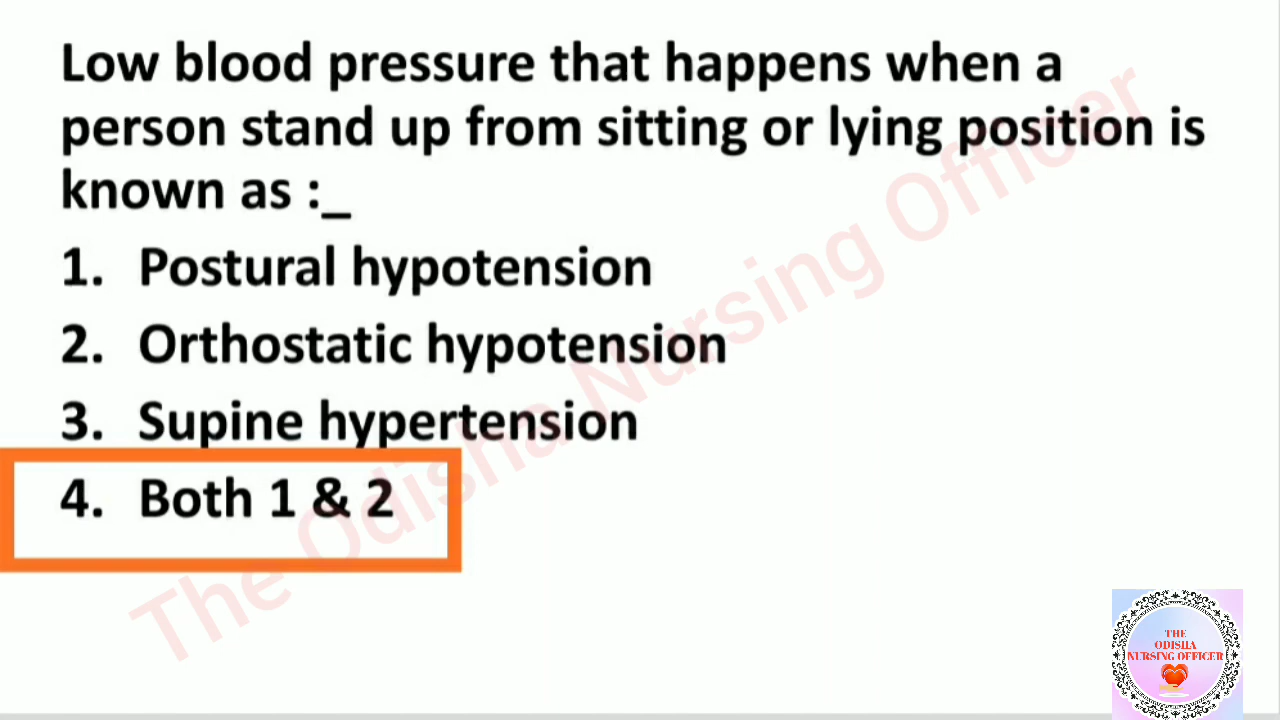 Low blood pressure that happens when a
person stand up from sitting or lying position is
known as :_
1. Postural hypotension
2. Orthostatic hypotension
3. Supine hypertension
4. Both 1 & 2
The Odisha Nursing Officer
THE
ODISHA
NURSING OFFICER